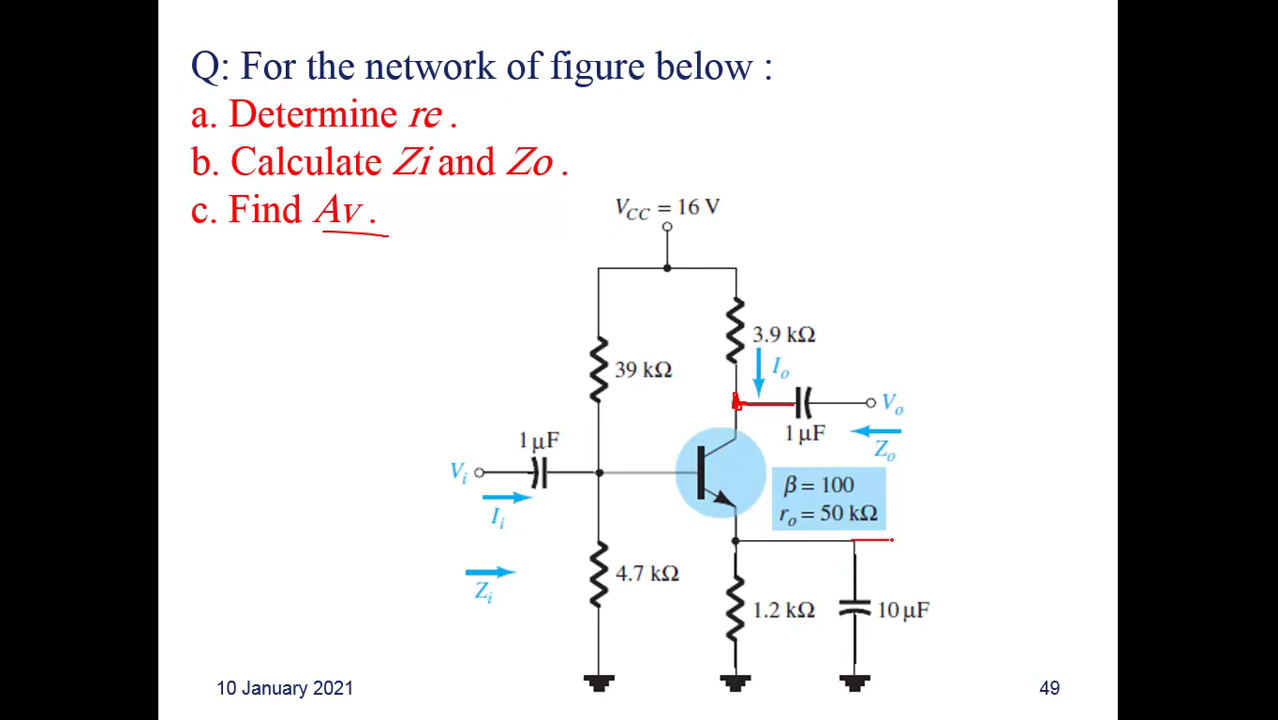 Q: For the network of figure below :
a. Determine re .
b. Calculate Zi and Zo .
c. Find Av .
VCC = 16 V
3.9 kΩ
Io
39 kΩ
Vo
1 μF
1 μF
Zo
Vi
β = 100
ro = 50 kΩ
Ii
4.7 kΩ
Zi
1.2 kΩ
10 μF
10 January 2021
49